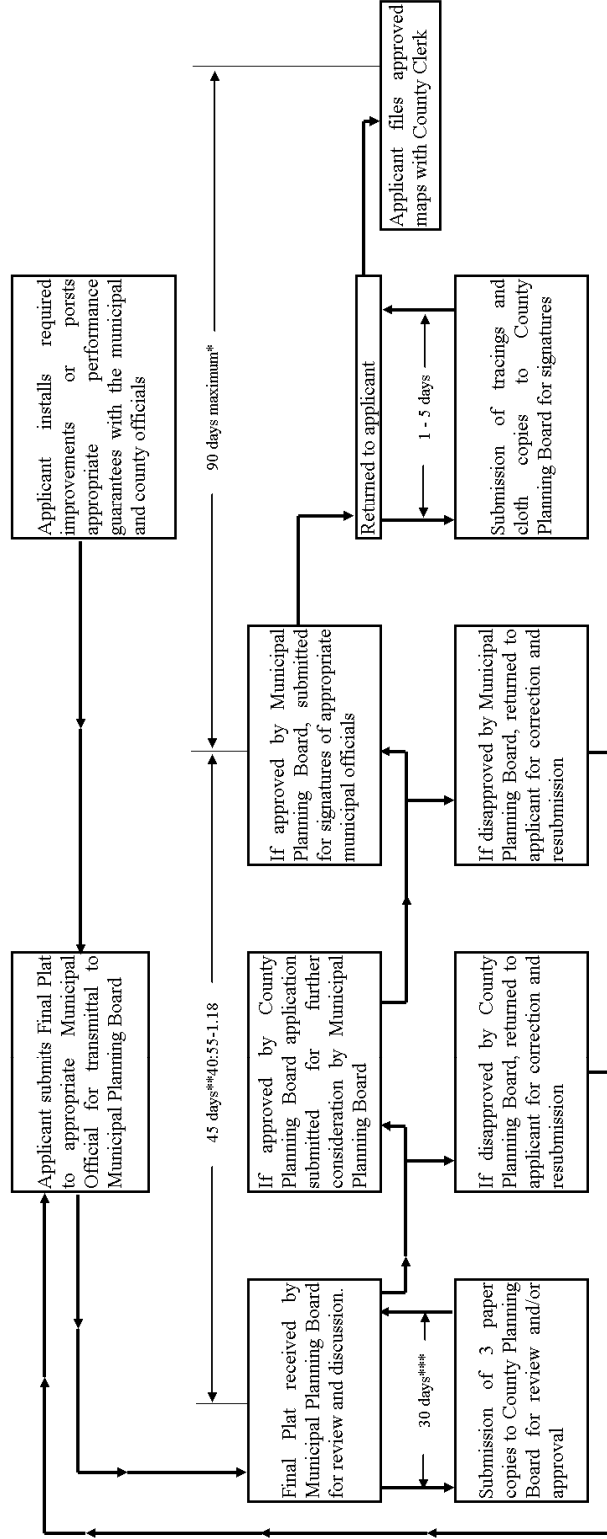 Applicant installs required
improvements or porsts
appropriate performance
guarantees with the municipal
and county officials
Applicant submits Final Plat
to appropriate Municipal
Official for transmittal to
Municipal Planning Board
45 days**40:55-1.18
90 days maximum*
Final Plat received by
Municipal Planning Board
for review and discussion.
30 days***
Submission of 3 paper
copies to County Planning
Board for review and/or
approval
If approved by County
Planning Board application
submitted for further
consideration by Municipal
Planning Board
If disapproved by County
Planning Board, returned to
applicant for correction and
resubmission
If approved by Municipal
Planning Board, submitted
for signatures of appropriate
municipal officials
If disapproved by Municipal
Planning Board, returned to
applicant for correction and
resubmission
Returned to applicant
1 - 5 days
Submission of tracings and
cloth copies to County
Planning Board for signatures
Applicant files approved
maps with County Clerk